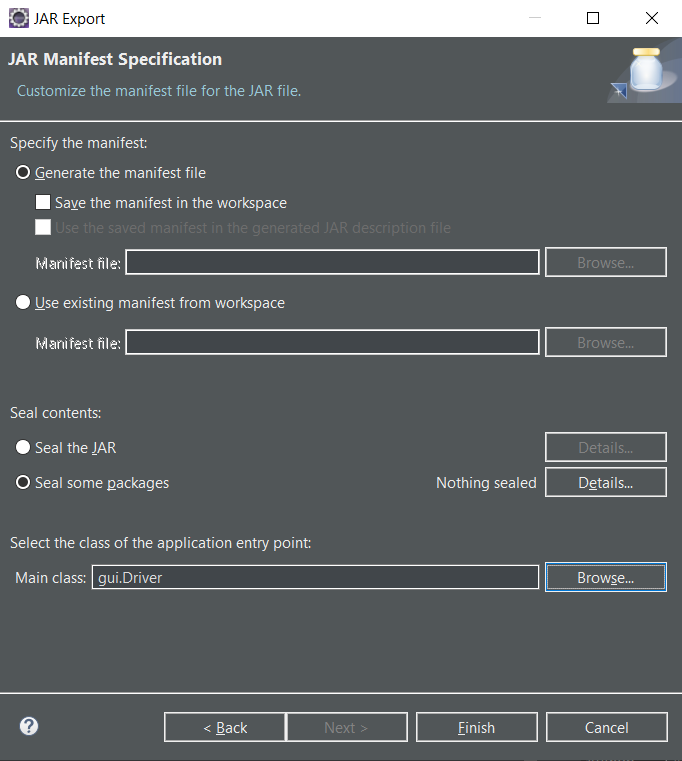 JAR Export
JAR Manifest Specification
Customize the manifest file for the JAR file.
Specify the manifest:
Generate the manifest file
Save the manifest in the workspace
Use the saved manifest in the generated JAR description file
Manifest file: Browse...
Use existing manifest from workspace
Manifest file: Browse...
Seal contents:
Seal the JAR Details...
Seal some packages Nothing sealed Details...
Select the class of the application entry point:
Main class: gui.Driver Browse...
? < Back Next > Finish Cancel